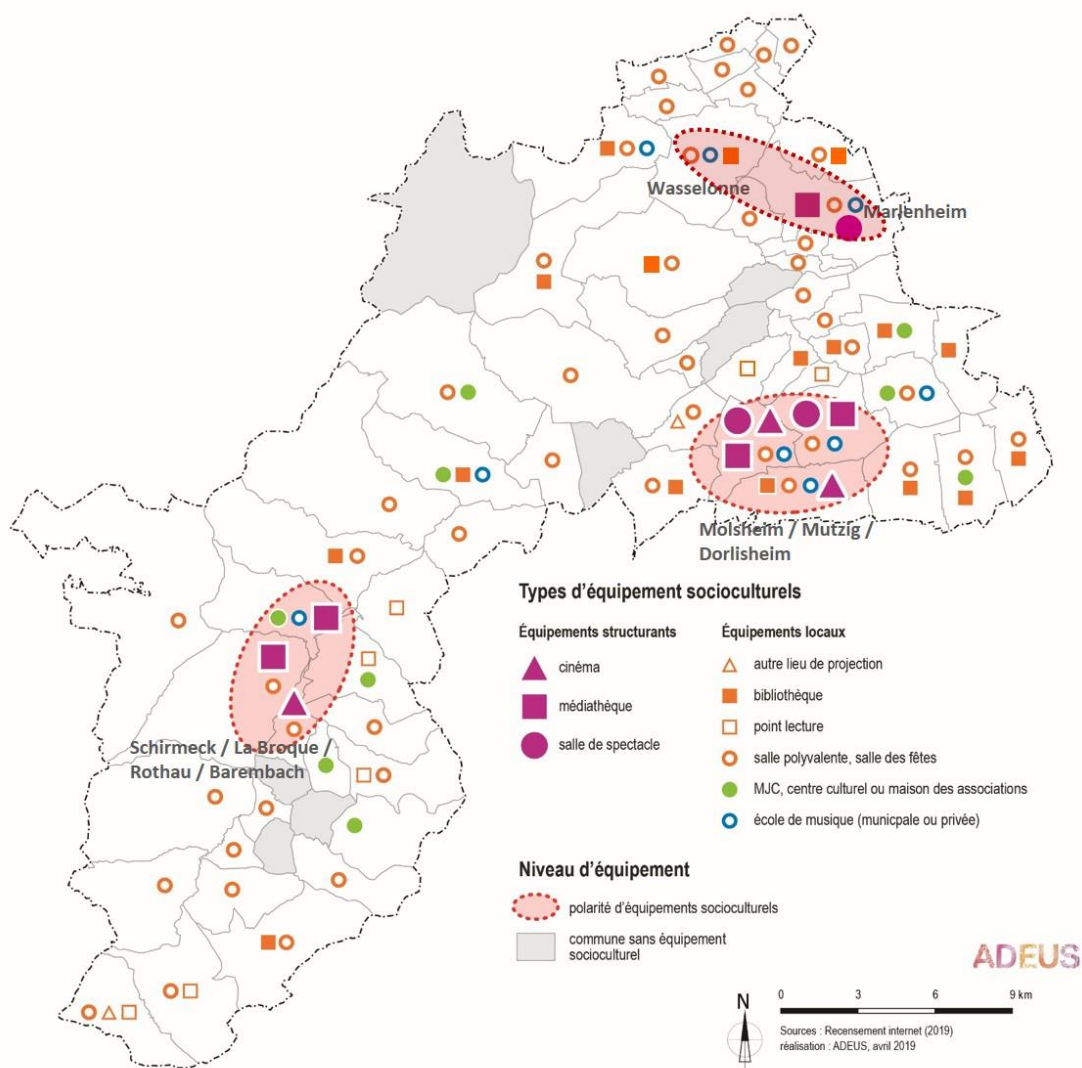 Wasselonne
Marlenheim
Molsheim / Mutzig /
Dorlisheim
Schirmeck / La Broque /
Rothau / Barembach
Types d'équipement socioculturels
Équipements structurants
cinéma
médiathèque
salle de spectacle
Équipements locaux
autre lieu de projection
bibliothèque
point lecture
salle polyvalente, salle des fêtes
MJC, centre culturel ou maison des associations
école de musique (municpale ou privée)
Niveau d'équipement
polarité d'équipements socioculturels
commune sans équipement
socioculturel
ADEUS
N
0 3 6 9 km
Sources : Recensement internet (2019)
réalisation : ADEUS, avril 2019